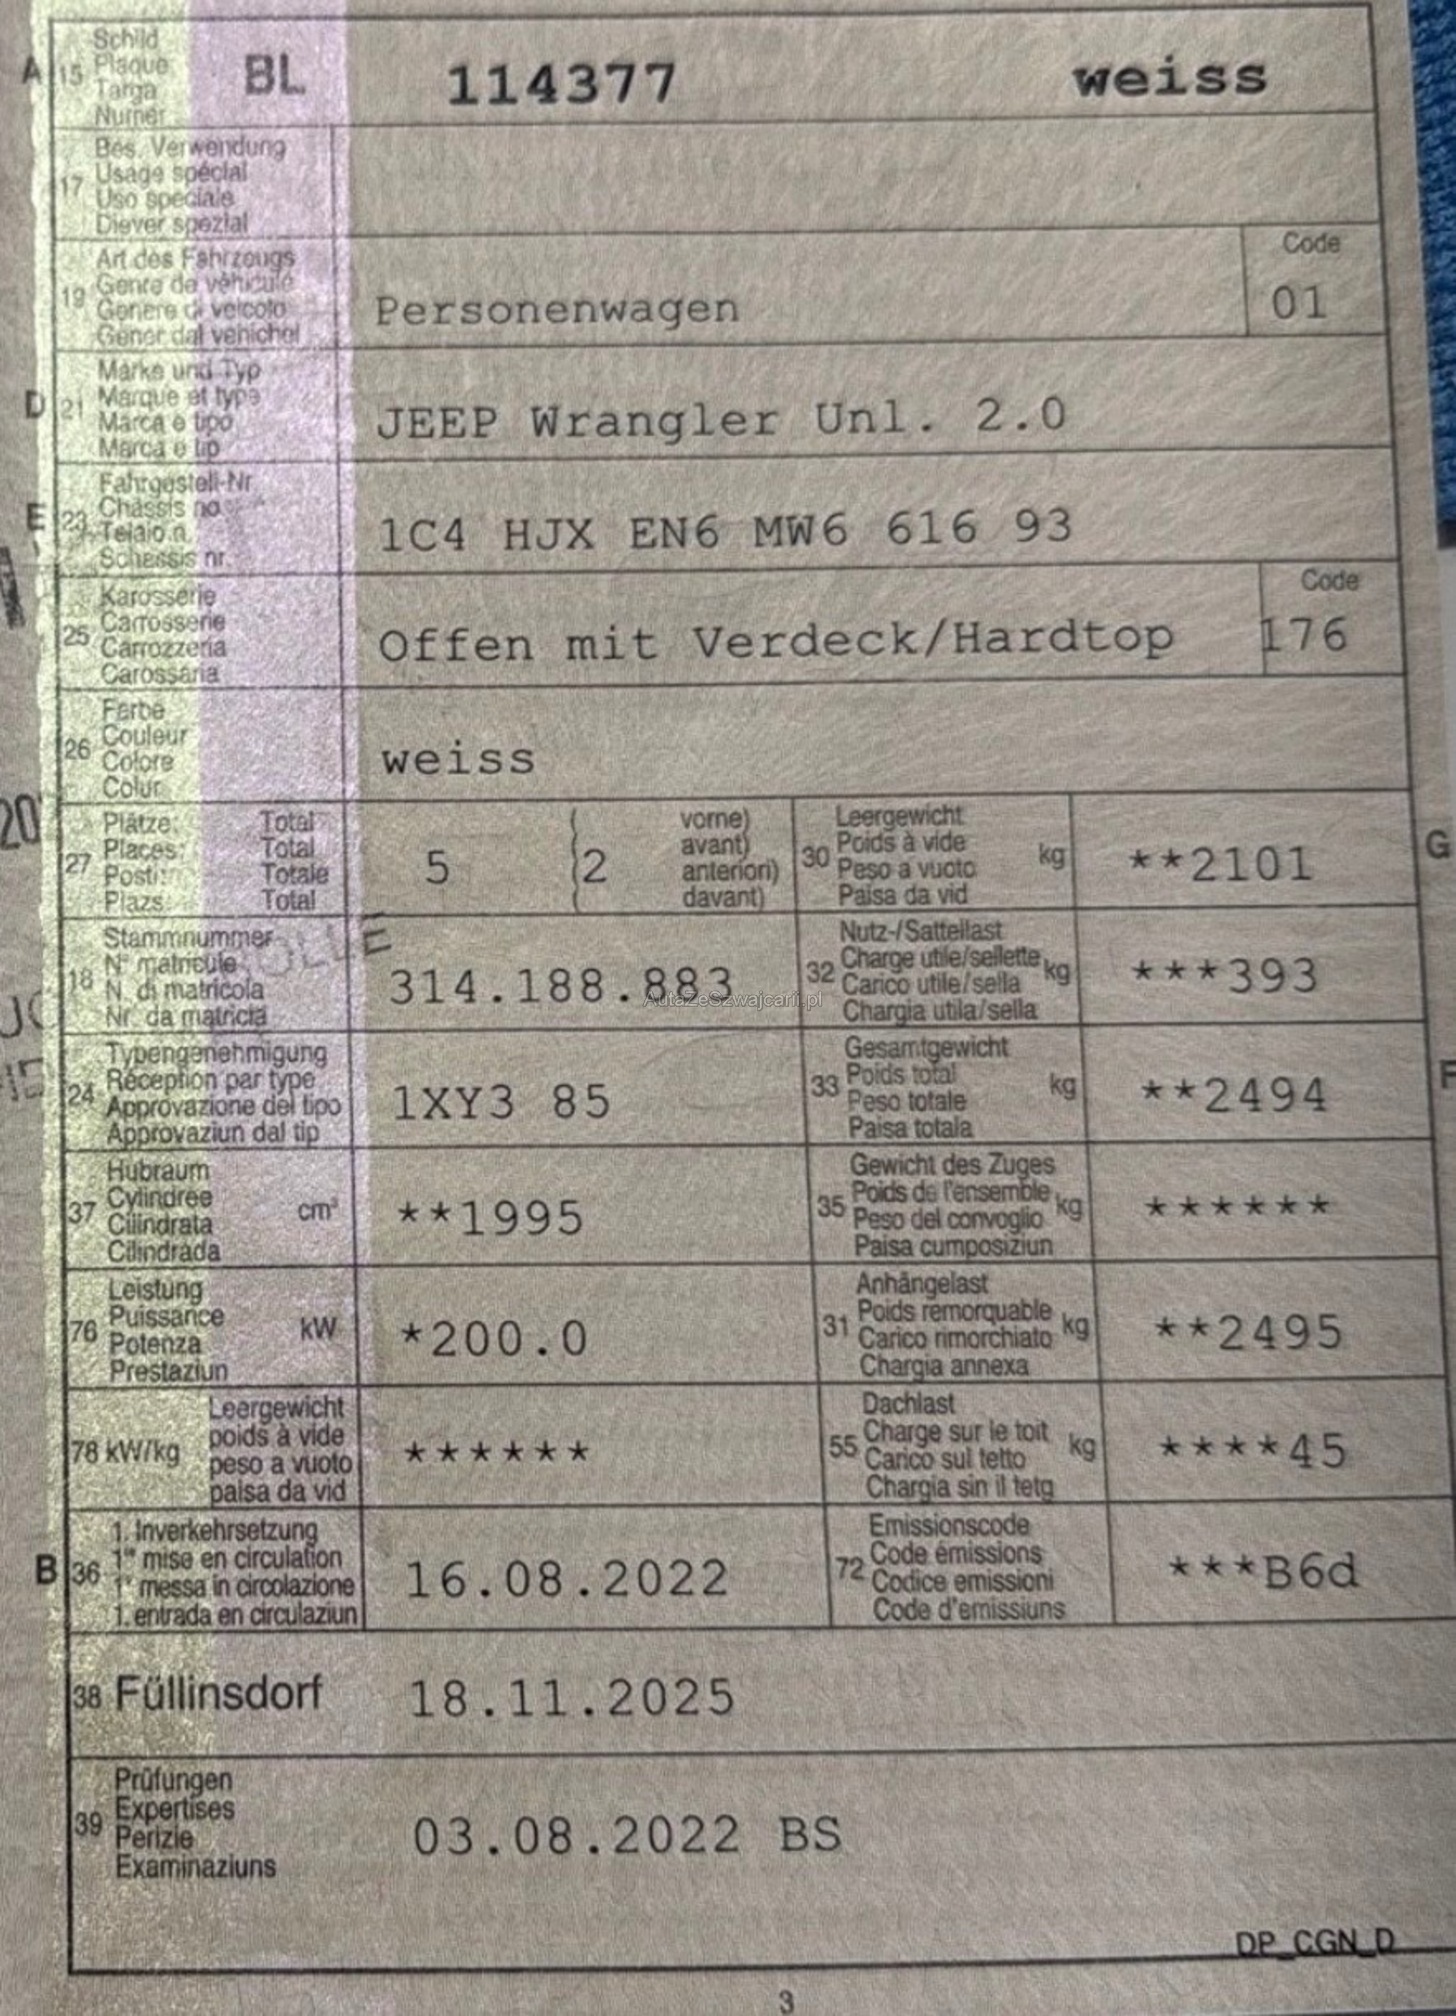 A 15 Schild
Plaque
Targa
Numer
BL 114377 weiss
17 Bes. Verwendung
Usage spécial
Uso speciale
Diever spezial
19 Art des Fahrzeugs
Genre de véhicule
Genere di veicolo
Gener dal vehichel
Personenwagen
Code
01
D 21 Marke und Typ
Marque et type
Marca e tipo
Marca e tip
JEEP Wrangler Unl. 2.0
E 23 Fahrgestell-Nr.
Châssis no
Telaio n.
Schassis nr.
1C4 HJX EN6 MW6 616 93
25 Karosserie
Carrosserie
Carrozzeria
Carossaria
Offen mit Verdeck/Hardtop
Code
176
26 Farbe
Couleur
Colore
Colur
weiss
27 Plätze: Total
Places: Total
Posti: Totale
Plazs: Total
5 (2 vorne)
avant)
anteriori)
davant)
30 Leergewicht
Poids à vide
Peso a vuoto
Paisa da vid
kg **2101
G
18 Stammnummer
N° matricule
N. di matricola
Nr. da matricla
314.188.883
32 Nutz-/Sattellast
Charge utile/sellette
Carico utile/sella
Chargia utila/sella
kg ***393
AutaZeSzwajcarii.pl
24 Typengenehmigung
Réception par type
Approvazione del tipo
Approvaziun dal tip
1XY3 85
33 Gesamtgewicht
Poids total
Peso totale
Paisa totala
kg **2494
F
37 Hubraum
Cylindrée
Cilindrata
Cilindrada
cm³ **1995
35 Gewicht des Zuges
Poids de l'ensemble
Peso del convoglio
Paisa cumposiziun
kg ******
76 Leistung
Puissance
Potenza
Prestaziun
kW *200.0
31 Anhängelast
Poids remorquable
Carico rimorchiato
Chargia annexa
kg **2495
78 kW/kg Leergewicht
poids à vide
peso a vuoto
paisa da vid
******
55 Dachlast
Charge sur le toit
Carico sul tetto
Chargia sin il tetg
kg ****45
B 36 1. Inverkehrsetzung
1re mise en circulation
1a messa in circolazione
1. entrada en circulaziun
16.08.2022
72 Emissionscode
Code émissions
Codice emissioni
Code d'emissiuns
***B6d
38 Füllinsdorf 18.11.2025
39 Prüfungen
Expertises
Perizie
Examinaziuns
03.08.2022 BS
DP_CGN_D
3